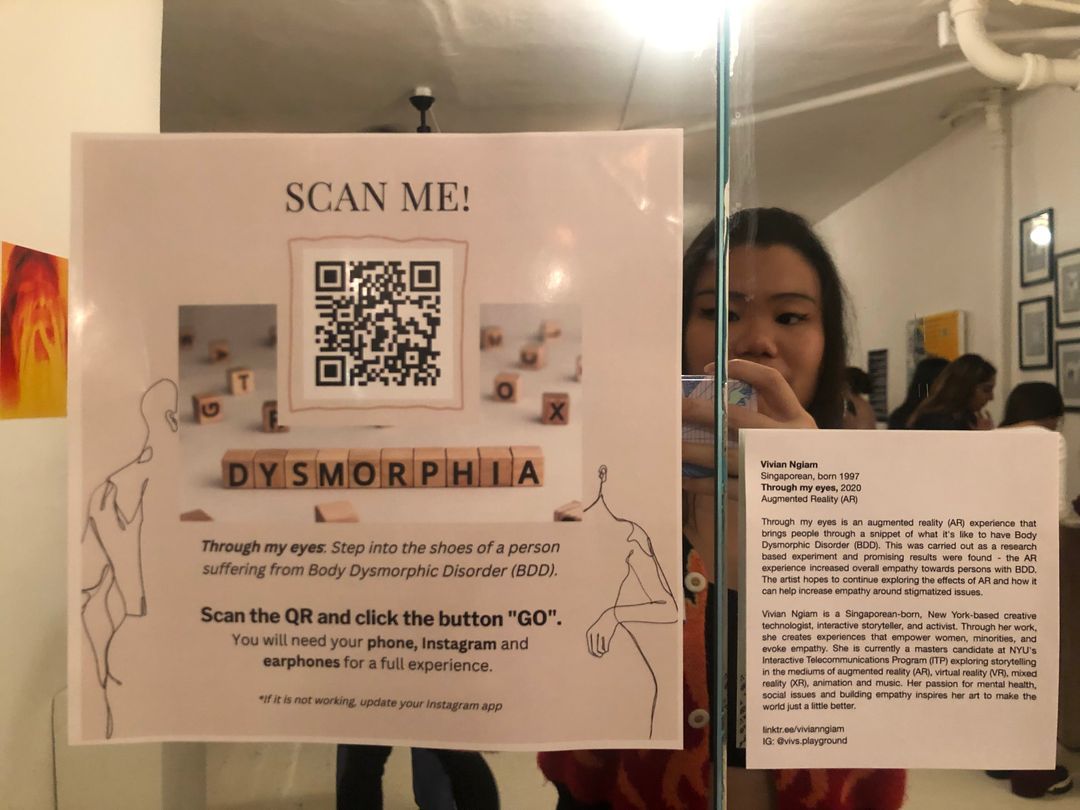 SCAN ME!
G
T
F
O
X
DYSMORPHIA
Through my eyes: Step into the shoes of a person
suffering from Body Dysmorphic Disorder (BDD).
Scan the QR and click the button "GO".
You will need your phone, Instagram and
earphones for a full experience.
*If it is not working, update your Instagram app
Vivian Ngiam
Singaporean, born 1997
Through my eyes, 2020
Augmented Reality (AR)
Through my eyes is an augmented reality (AR) experience that
brings people through a snippet of what it's like to have Body
Dysmorphic Disorder (BDD). This was carried out as a research
based experiment and promising results were found - the AR
experience increased overall empathy towards persons with BDD.
The artist hopes to continue exploring the effects of AR and how it
can help increase empathy around stigmatized issues.
Vivian Ngiam is a Singaporean-born, New York-based creative
technologist, interactive storyteller, and activist. Through her work,
she creates experiences that empower women, minorities, and
evoke empathy. She is currently a masters candidate at NYU's
Interactive Telecommunications Program (ITP) exploring storytelling
in the mediums of augmented reality (AR), virtual reality (VR), mixed
reality (XR), animation and music. Her passion for mental health,
social issues and building empathy inspires her art to make the
world just a little better.
linktr.ee/vivianngiam
IG: @vivs.playground